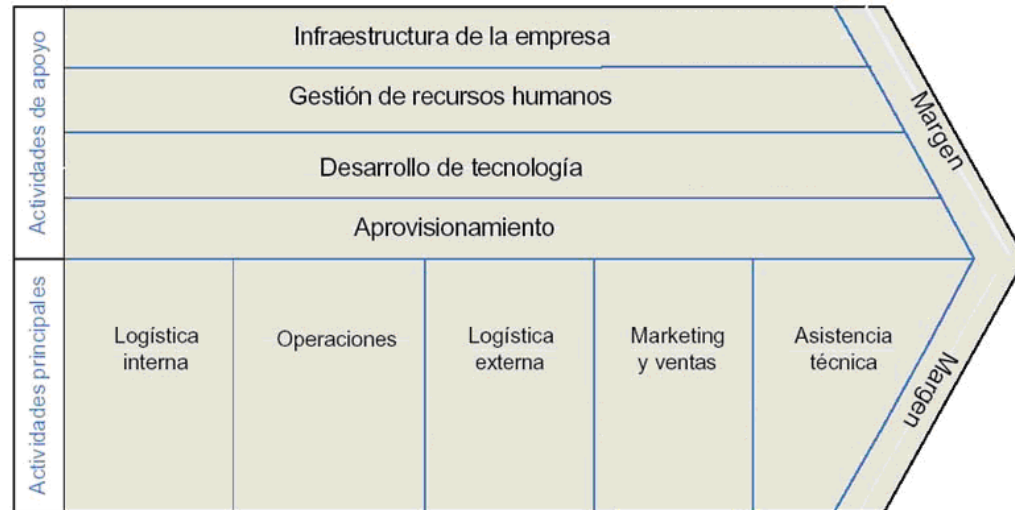 Actividades de apoyo
Infraestructura de la empresa
Gestión de recursos humanos
Desarrollo de tecnología
Aprovisionamiento
Margen
Actividades principales
Logística
interna
Operaciones
Logística
externa
Marketing
y ventas
Asistencia
técnica
Margen